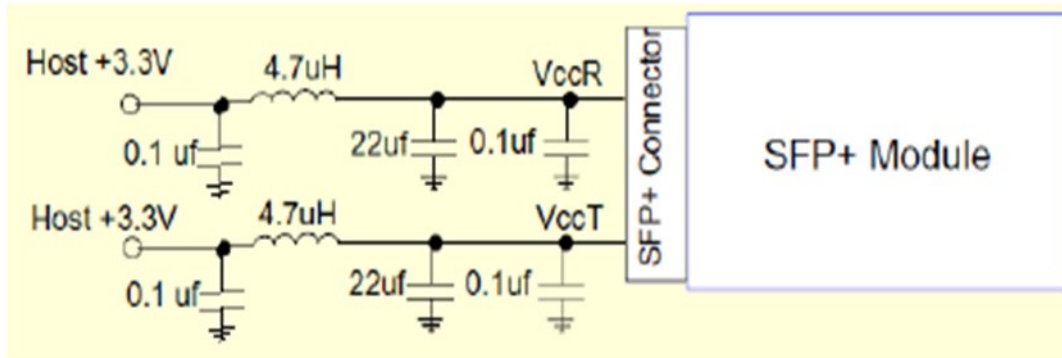 Host +3.3V
4.7uH
VccR
0.1 uf
22uf
0.1uf
Host +3.3V
4.7uH
VccT
0.1 uf
22uf
0.1uf
SFP+ Connector
SFP+ Module